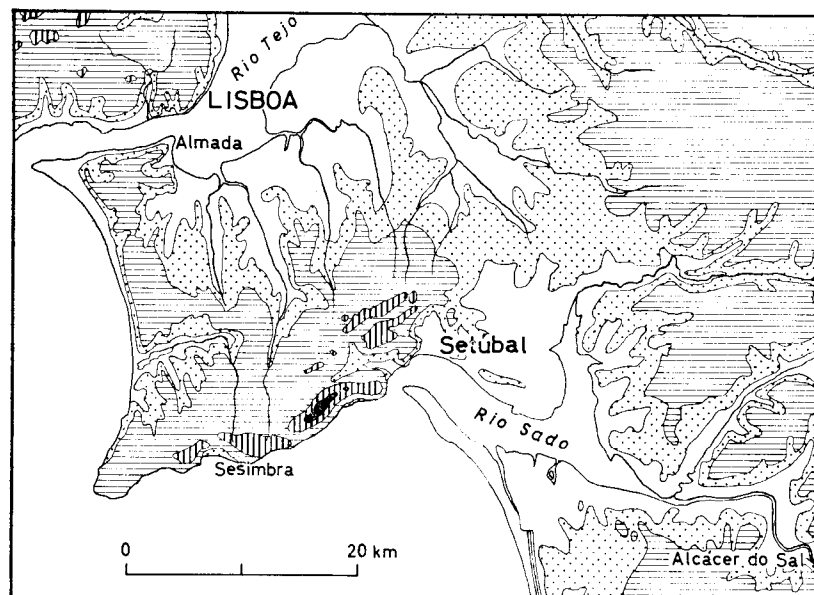 Rio Tejo
LISBOA
Almada
Setúbal
Rio Sado
Sesimbra
0 20 km
Alcácer do Sal